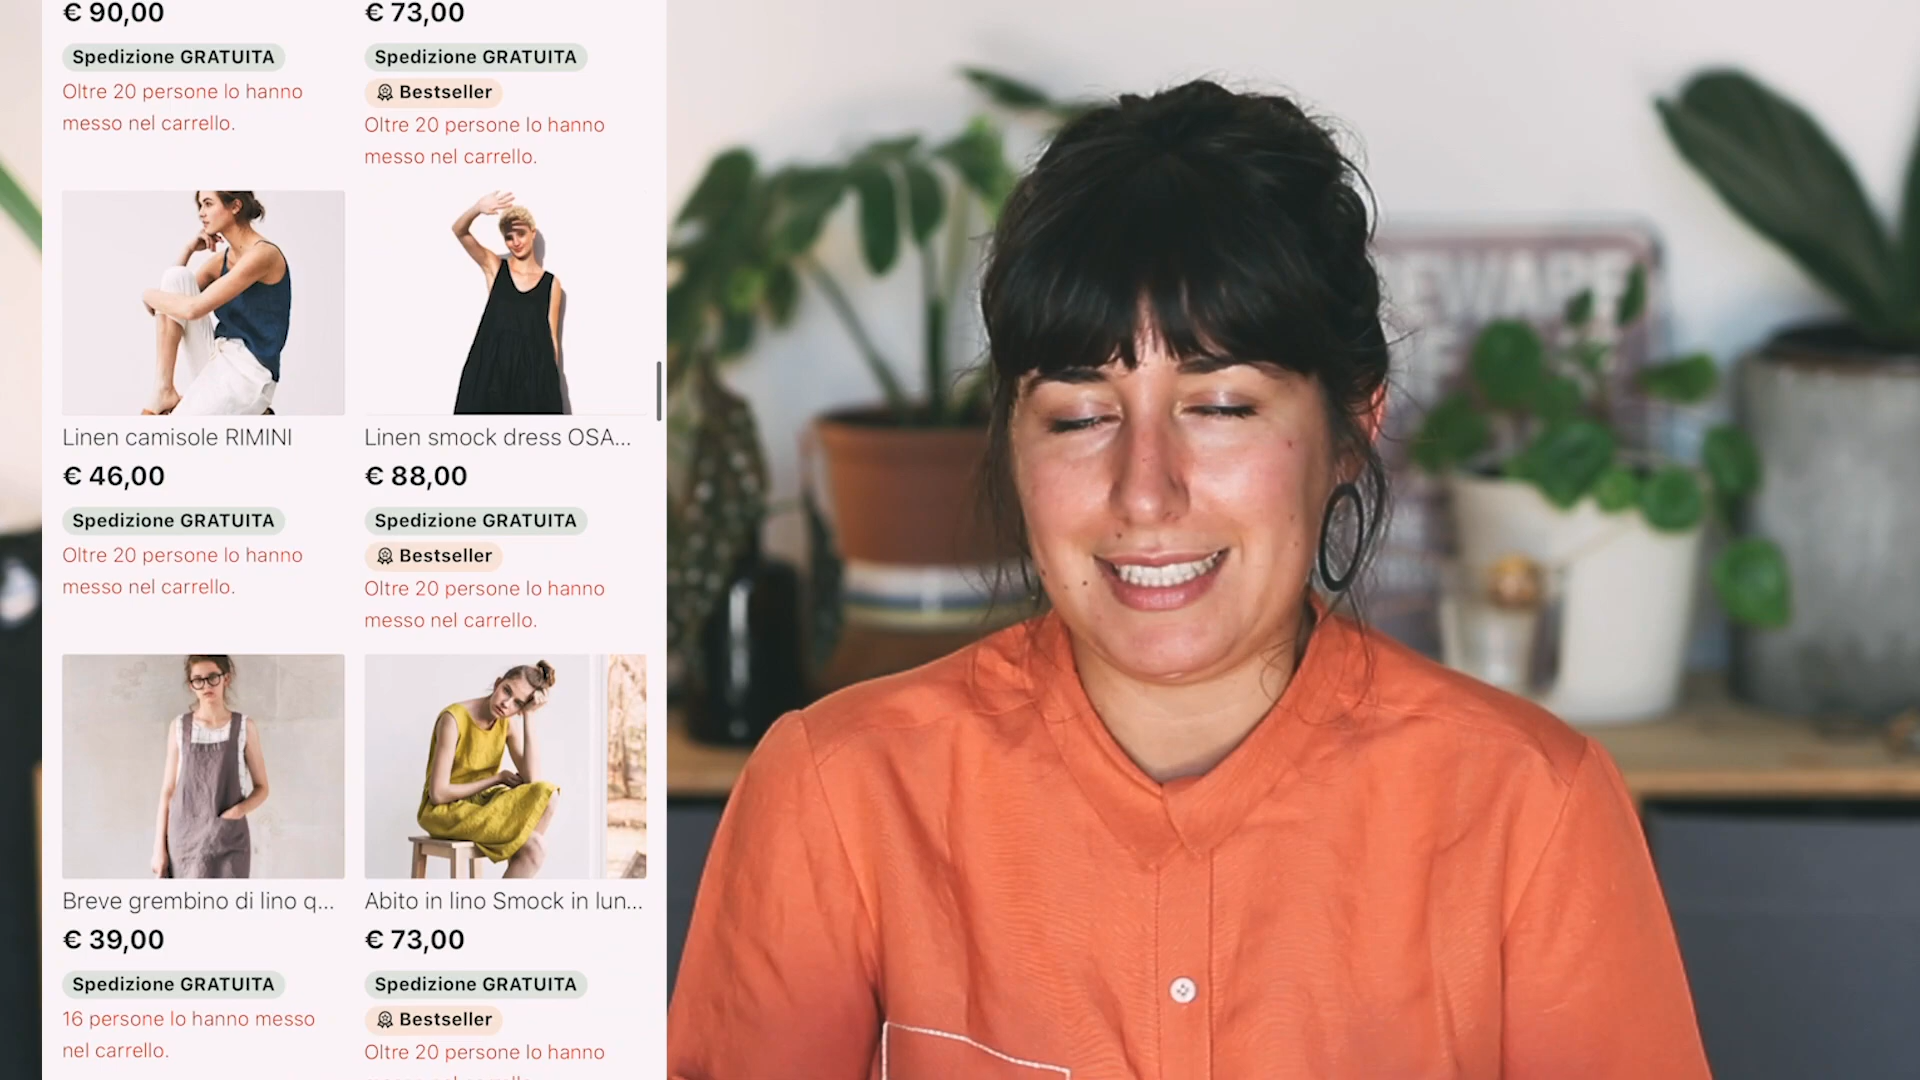 € 90,00
Spedizione GRATUITA
Oltre 20 persone lo hanno
messo nel carrello.
€ 73,00
Spedizione GRATUITA
Bestseller
Oltre 20 persone lo hanno
messo nel carrello.
Linen camisole RIMINI
€ 46,00
Spedizione GRATUITA
Oltre 20 persone lo hanno
messo nel carrello.
Linen smock dress OSA...
€ 88,00
Spedizione GRATUITA
Bestseller
Oltre 20 persone lo hanno
messo nel carrello.
Breve grembino di lino q...
€ 39,00
Spedizione GRATUITA
16 persone lo hanno messo
nel carrello.
Abito in lino Smock in lun...
€ 73,00
Spedizione GRATUITA
Bestseller
Oltre 20 persone lo hanno